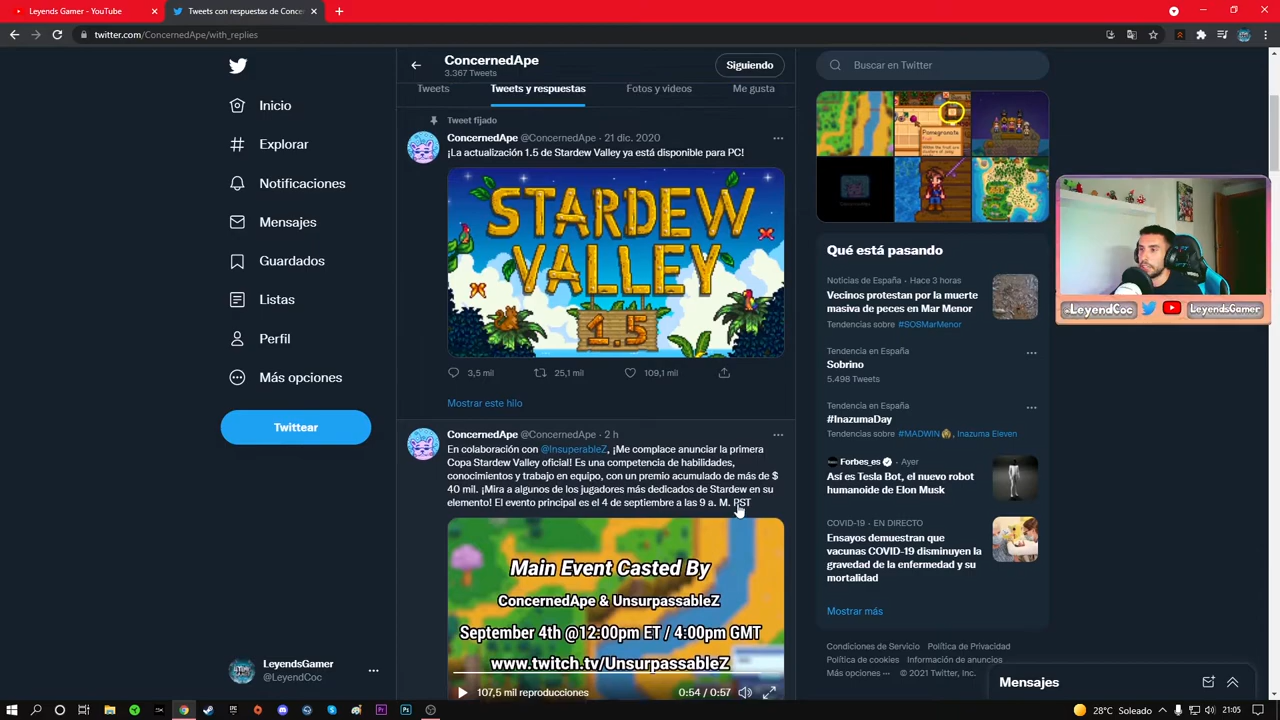 Leyends Gamer - YouTube
Tweets con respuestas de Concer
twitter.com/ConcernedApe/with_replies
Inicio
Explorar
Notificaciones
Mensajes
Guardados
Listas
Perfil
Más opciones
Twittear
LeyendsGamer
@LeyendCoc
ConcernedApe
3.367 Tweets
Siguiendo
Tweets
Tweets y respuestas
Fotos y videos
Me gusta
Tweet fijado
ConcernedApe @ConcernedApe · 21 dic. 2020
¡La actualización 1.5 de Stardew Valley ya está disponible para PC!
STARDEW
VALLEY
1.5
3,5 mil
25,1 mil
109,1 mil
Mostrar este hilo
ConcernedApe @ConcernedApe · 2 h
En colaboración con @InsuperableZ, ¡Me complace anunciar la primera
Copa Stardew Valley oficial! Es una competencia de habilidades,
conocimientos y trabajo en equipo, con un premio acumulado de más de $
40 mil. ¡Mira a algunos de los jugadores más dedicados de Stardew en su
elemento! El evento principal es el 4 de septiembre a las 9 a. M. PST
Main Event Casted By
ConcernedApe & UnsurpassableZ
September 4th @12:00pm ET / 4:00pm GMT
www.twitch.tv/UnsurpassableZ
107,5 mil reproducciones
0:54 / 0:57
Buscar en Twitter
Pomegranate
Qué está pasando
Noticias de España · Hace 3 horas
Vecinos protestan por la muerte
masiva de peces en Mar Menor
Tendencias sobre #SOSMarMenor
Tendencia en España
Sobrino
5.498 Tweets
Tendencia en España
#InazumaDay
Tendencias sobre #MADWIN, Inazuma Eleven
Forbes_es · Ayer
Así es Tesla Bot, el nuevo robot
humanoide de Elon Musk
COVID-19 · EN DIRECTO
Ensayos demuestran que
vacunas COVID-19 disminuyen la
gravedad de la enfermedad y su
mortalidad
Mostrar más
Condiciones de Servicio Política de Privacidad
Política de cookies Información de anuncios
Más opciones ··· © 2021 Twitter, Inc.
Mensajes
LeyendCoc
LeyendsGamer
28°C Soleado
21:05